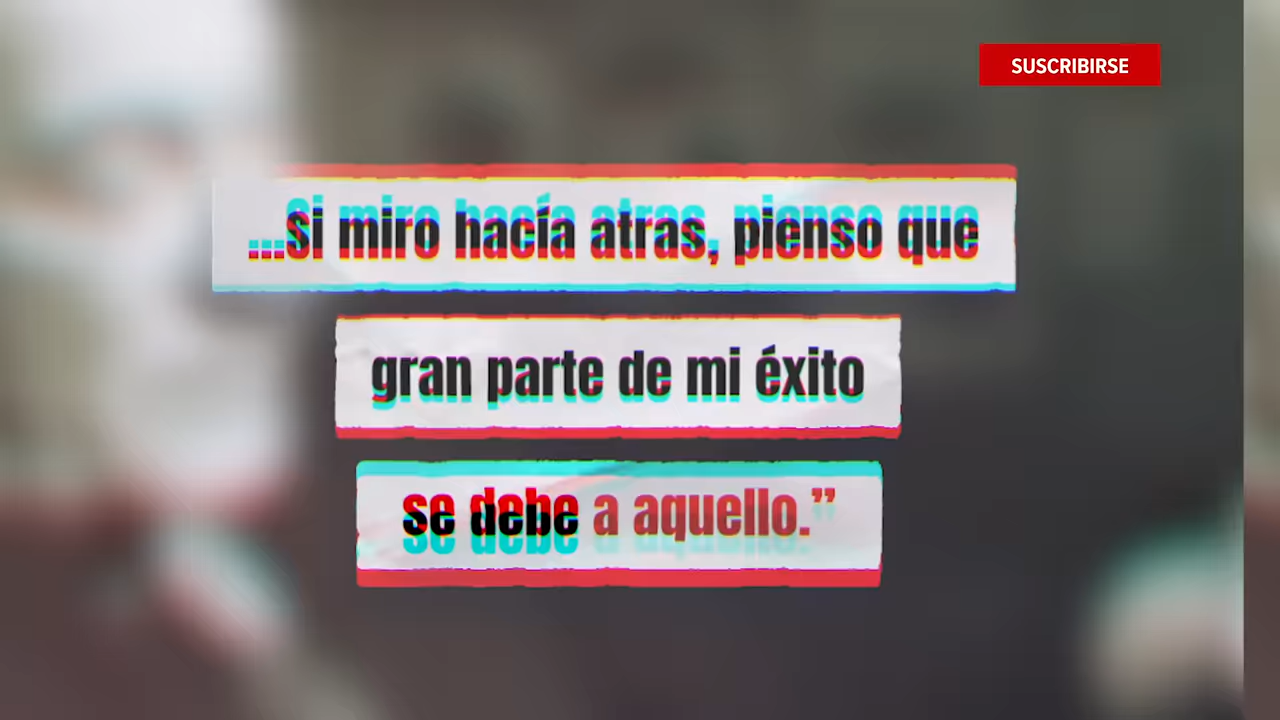 SUSCRIBIRSE
...Si miro hacía atras, pienso que
gran parte de mi éxito
se debe a aquello.”